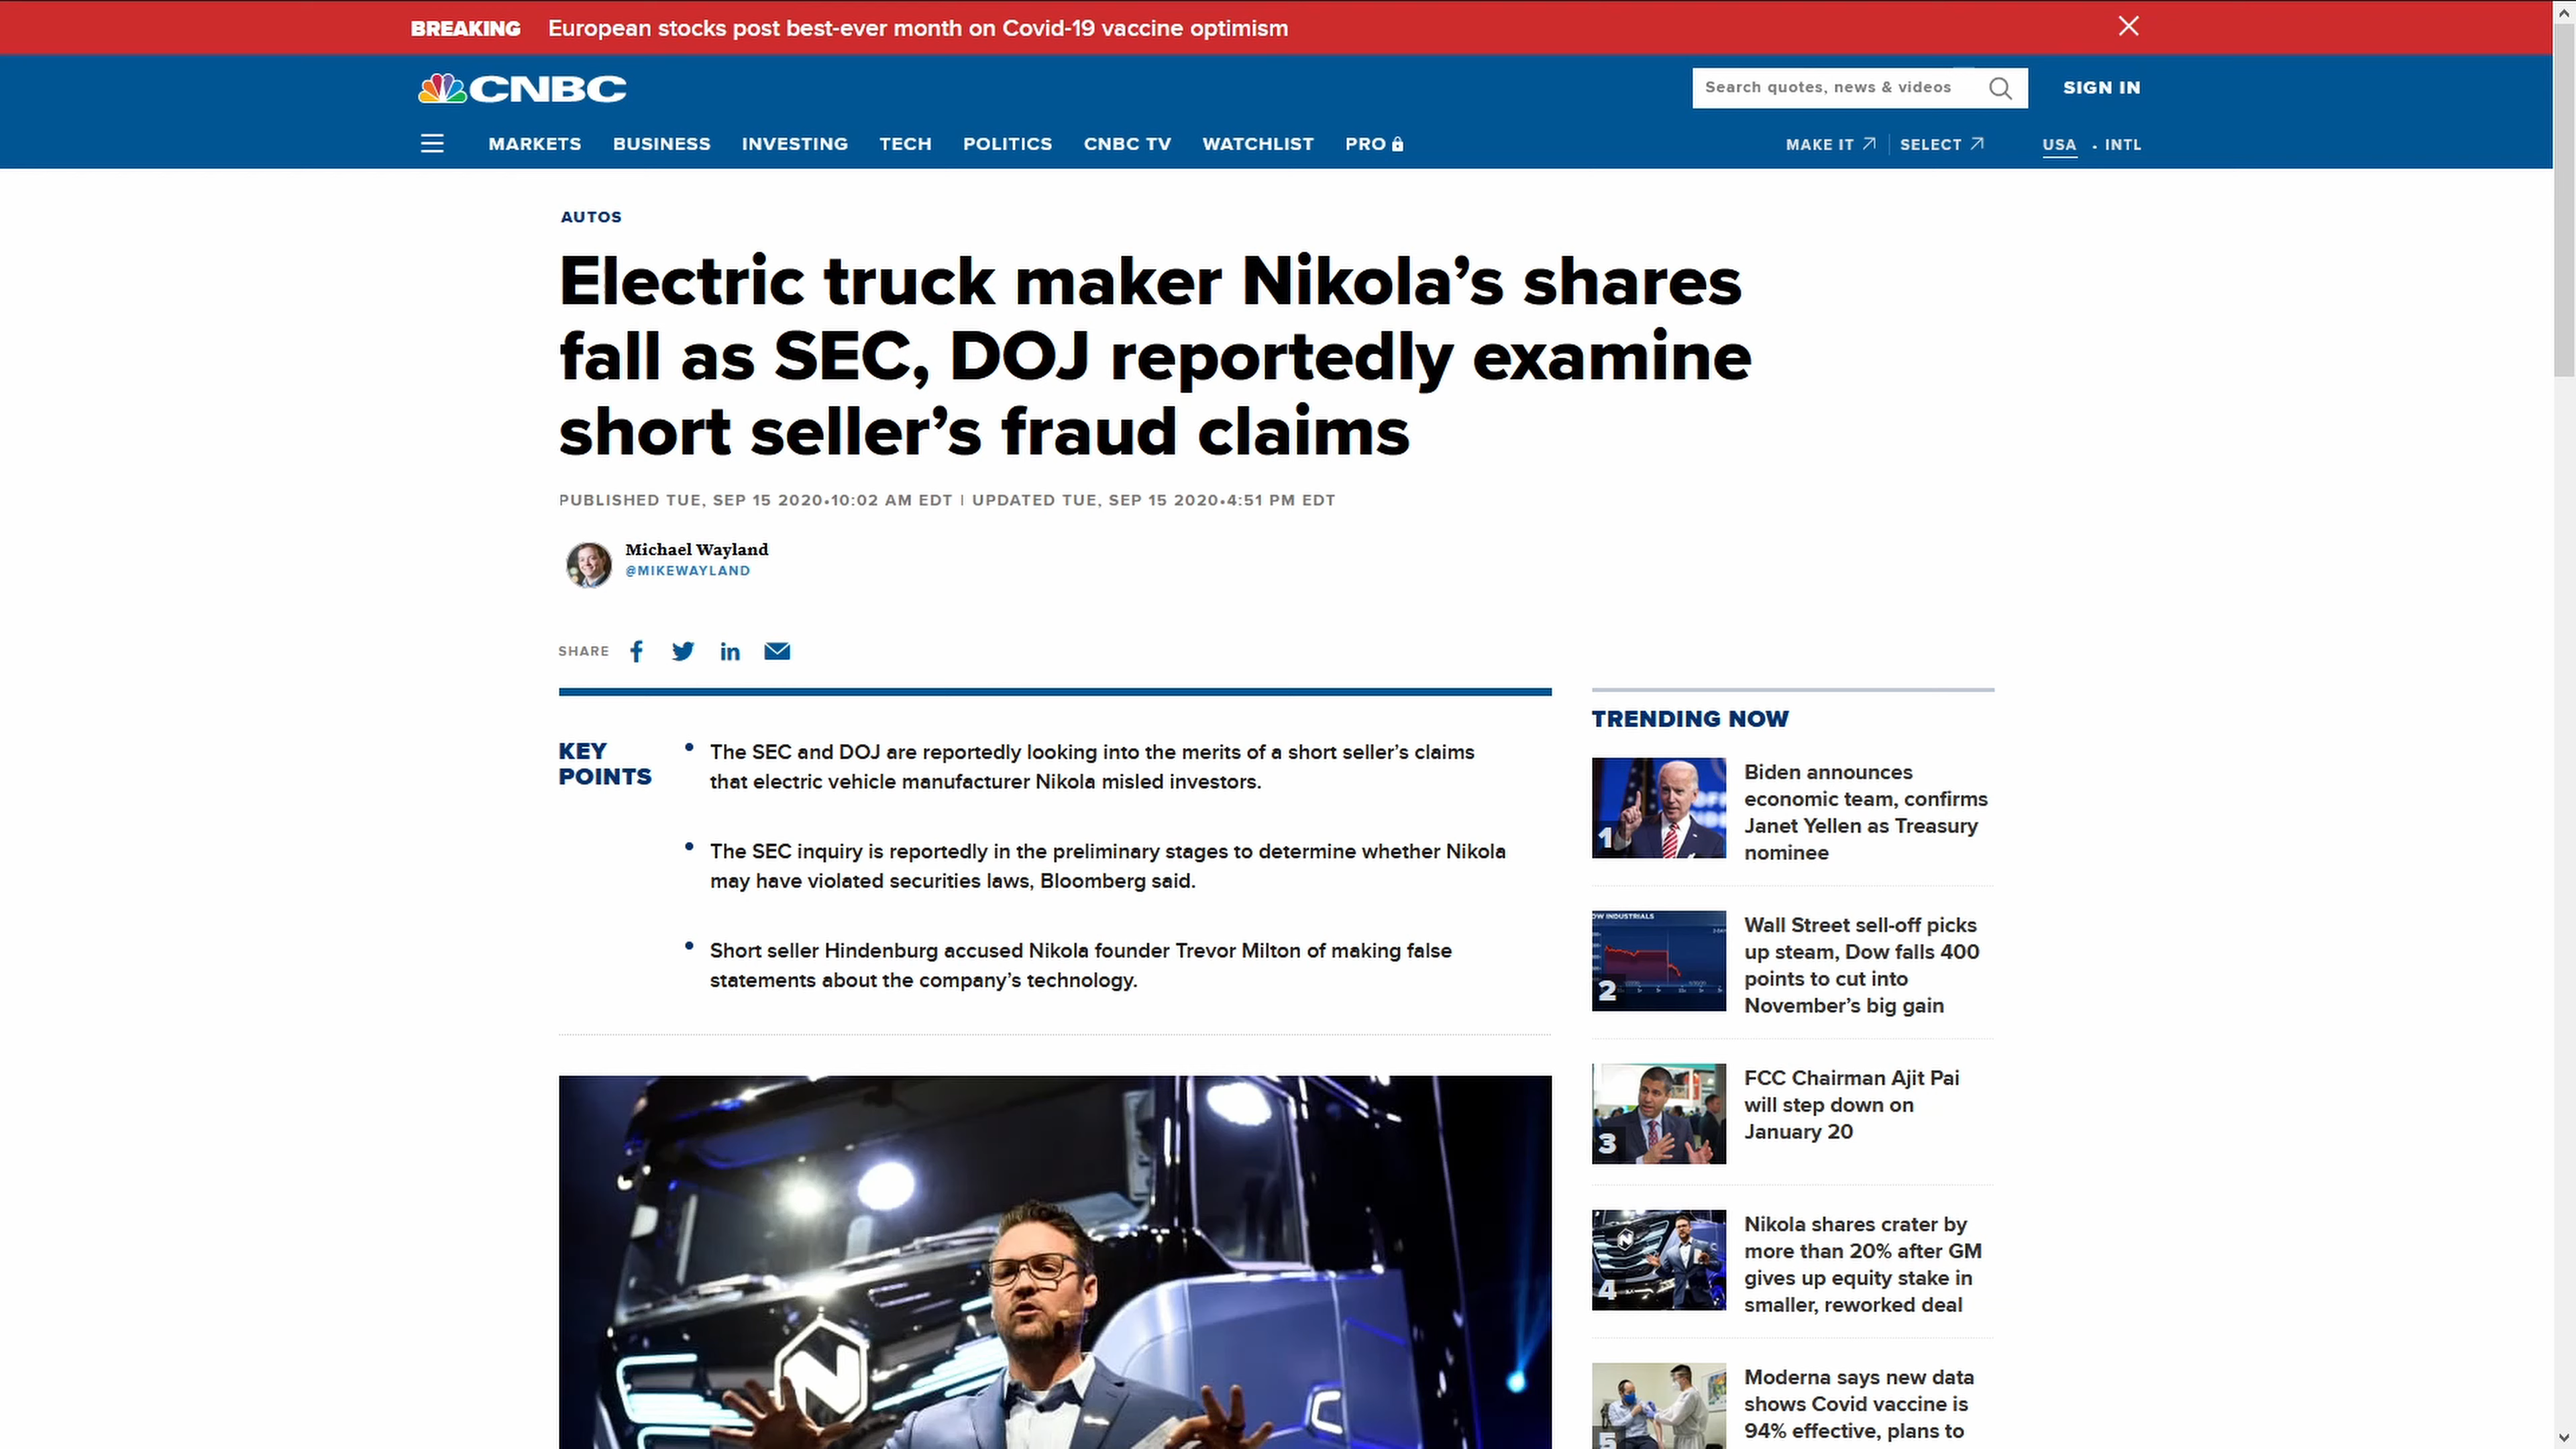 BREAKING European stocks post best-ever month on Covid-19 vaccine optimism
CNBC
Search quotes, news & videos
SIGN IN
MARKETS BUSINESS INVESTING TECH POLITICS CNBC TV WATCHLIST PRO
MAKE IT SELECT USA • INTL
AUTOS
Electric truck maker Nikola’s shares
fall as SEC, DOJ reportedly examine
short seller’s fraud claims
PUBLISHED TUE, SEP 15 2020•10:02 AM EDT | UPDATED TUE, SEP 15 2020•4:51 PM EDT
Michael Wayland
@MIKEWAYLAND
SHARE
KEY
POINTS
• The SEC and DOJ are reportedly looking into the merits of a short seller’s claims
that electric vehicle manufacturer Nikola misled investors.
• The SEC inquiry is reportedly in the preliminary stages to determine whether Nikola
may have violated securities laws, Bloomberg said.
• Short seller Hindenburg accused Nikola founder Trevor Milton of making false
statements about the company’s technology.
N
TRENDING NOW
1
Biden announces
economic team, confirms
Janet Yellen as Treasury
nominee
OW INDUSTRIALS
2
Wall Street sell-off picks
up steam, Dow falls 400
points to cut into
November’s big gain
3
FCC Chairman Ajit Pai
will step down on
January 20
4
Nikola shares crater by
more than 20% after GM
gives up equity stake in
smaller, reworked deal
5
Moderna says new data
shows Covid vaccine is
94% effective, plans to